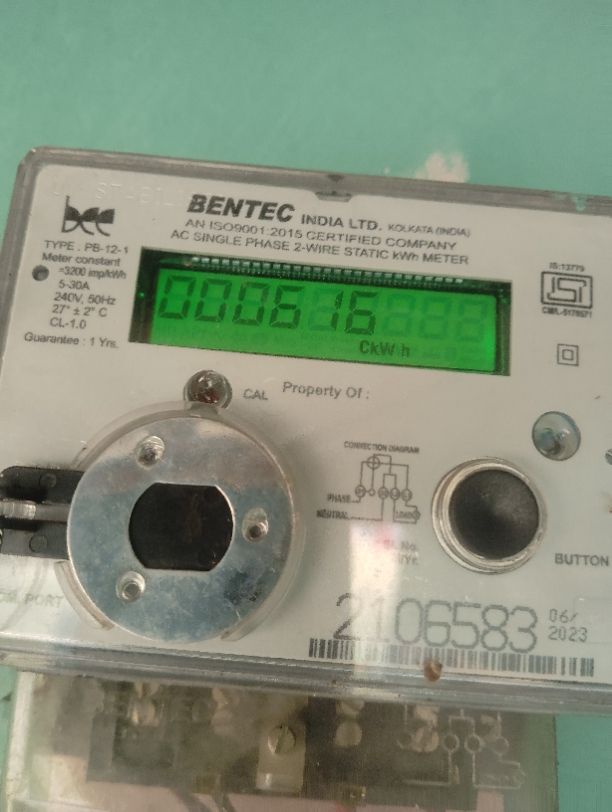 BENTEC INDIA LTD. KOLKATA (INDIA)
AN ISO9001:2015 CERTIFIED COMPANY
AC SINGLE PHASE 2-WIRE STATIC kWh METER
TYPE : PB-12-1
Meter constant
=3200 imp/kWh
5-30A
240V, 50Hz
27° ± 2° C
CL-1.0
Guarantee : 1 Yrs.
000616
CkW h
IS:13779
CAL
Property Of :
CONNECTION DIAGRAM
PHASE
NEUTRAL
LOAD
BUTTON
PORT
2106583
06/
2023